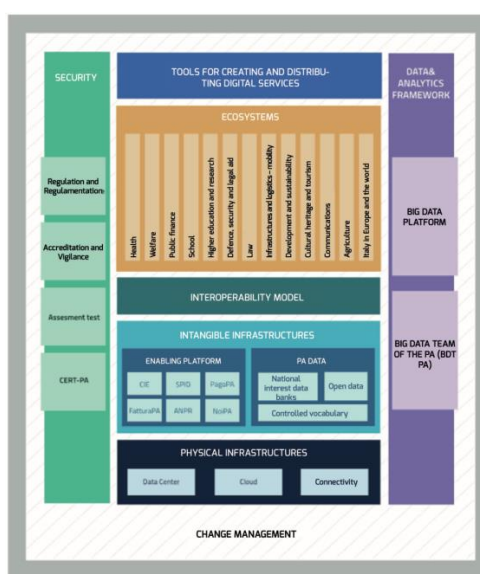 SECURITY
Regulation and
Regulamentation
Accreditation and
Vigilance
Assesment test
CERT-PA
TOOLS FOR CREATING AND DISTRIBU-
TING DIGITAL SERVICES
ECOSYSTEMS
Health
Welfare
Public finance
School
Higher education and research
Defence, security and legal aid
Law
Infrastructures and logistics - mobility
Development and sustainability
Cultural heritage and tourism
Communications
Agriculture
Italy in Europe and the world
INTEROPERABILITY MODEL
INTANGIBLE INFRASTRUCTURES
ENABLING PLATFORM
CIE
SPID
PagoPA
FatturaPA
ANPR
NoiPA
PA DATA
National
interest data
banks
Open data
Controlled vocabulary
PHYSICAL INFRASTRUCTURES
Data Center
Cloud
Connectivity
DATA&
ANALYTICS
FRAMEWORK
BIG DATA
PLATFORM
BIG DATA TEAM
OF THE PA (BDT
PA)
CHANGE MANAGEMENT